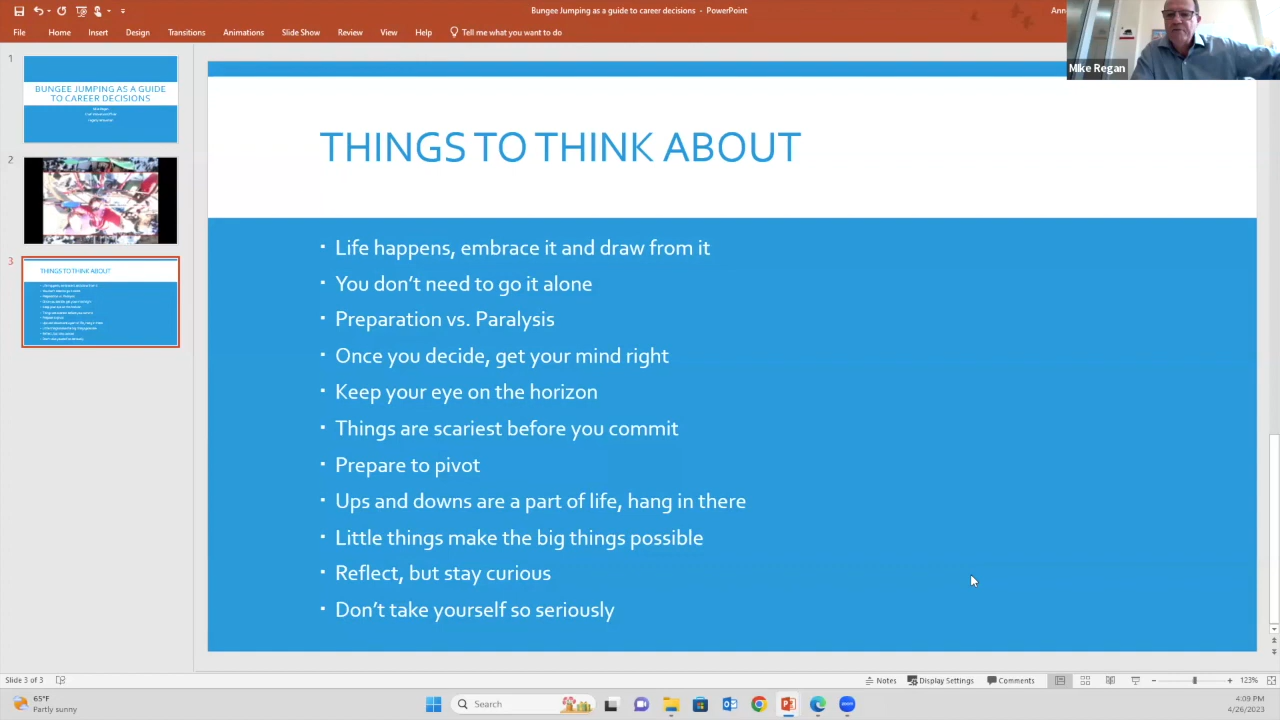 Bungee Jumping as a guide to career decisions - PowerPoint
File
Home
Insert
Design
Transitions
Animations
Slide Show
Review
View
Help
Tell me what you want to do
Mike Regan
1
BUNGEE JUMPING AS A GUIDE
TO CAREER DECISIONS
2
3
THINGS TO THINK ABOUT
THINGS TO THINK ABOUT
Life happens, embrace it and draw from it
You don’t need to go it alone
Preparation vs. Paralysis
Once you decide, get your mind right
Keep your eye on the horizon
Things are scariest before you commit
Prepare to pivot
Ups and downs are a part of life, hang in there
Little things make the big things possible
Reflect, but stay curious
Don’t take yourself so seriously
Slide 3 of 3
Notes
Display Settings
Comments
123%
65°F
Partly sunny
Search
zoom
4:09 PM
4/26/2023